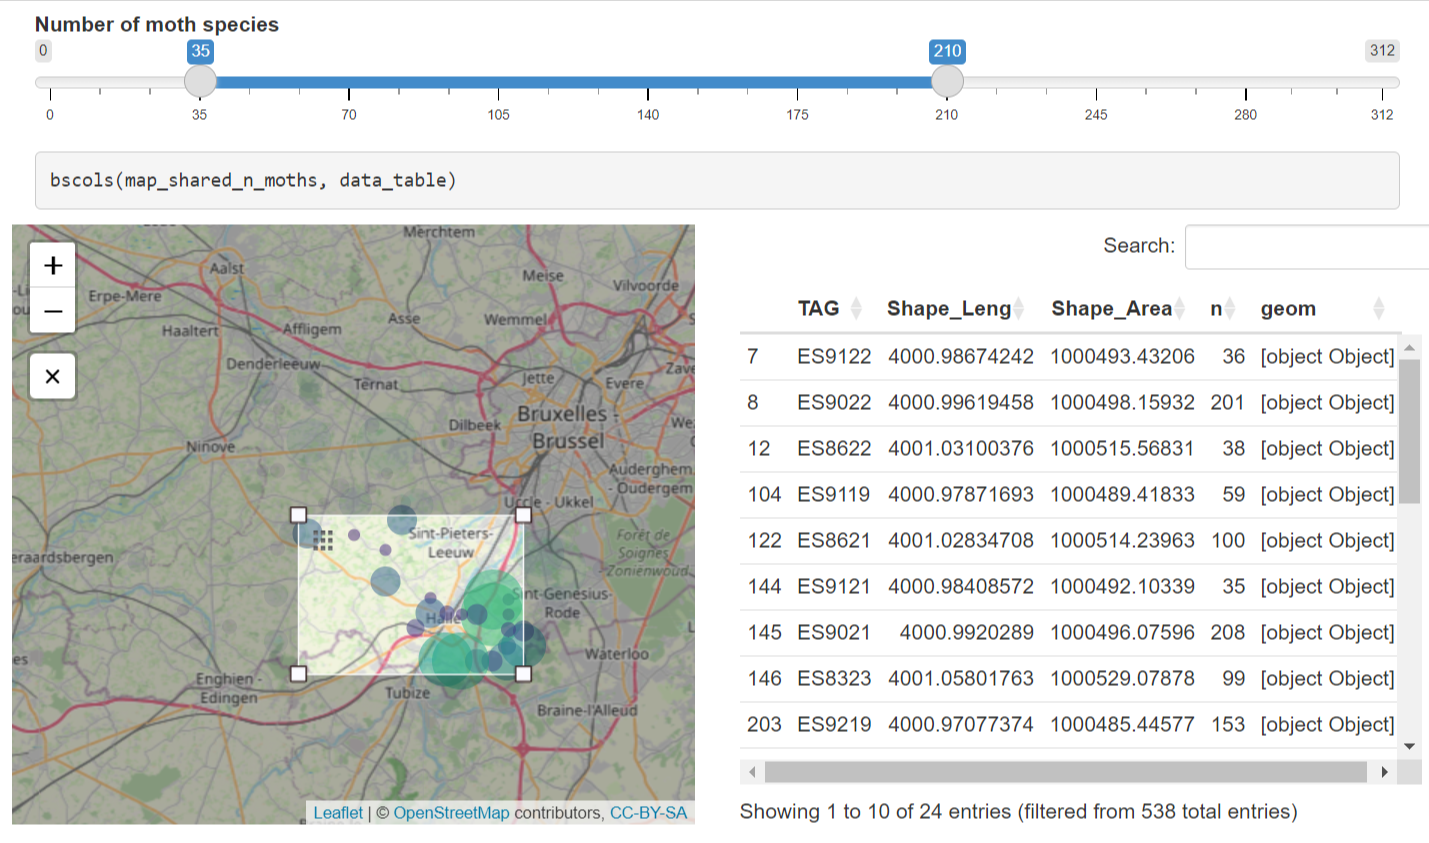 Number of moth species
0 35 210 312
0 35 70 105 140 175 210 245 280 312
bscols(map_shared_n_moths, data_table)
+
−
×
Merchtem
Aalst
Meise
Vilvoorde
Erpe-Mere
Asse
Wemmel
Haaltert
Affligem
Denderleeuw
Ternat
Jette
Evere
Zave
Bruxelles -
Brussel
Dilbeek
We
Ninove
Auderghem
- Oudergem
Uccle - Ukkel
Sint-Pieters-
Leeuw
Forêt de
Soignes
Zoniënwoud
eraardsbergen
Sint-Genesius-
Rode
Halle
Waterloo
es
Enghien -
Edingen
Tubize
Braine-l'Alleud
Leaflet | © OpenStreetMap contributors, CC-BY-SA
Search:
TAG Shape_Leng Shape_Area n geom
7 ES9122 4000.98674242 1000493.43206 36 [object Object]
8 ES9022 4000.99619458 1000498.15932 201 [object Object]
12 ES8622 4001.03100376 1000515.56831 38 [object Object]
104 ES9119 4000.97871693 1000489.41833 59 [object Object]
122 ES8621 4001.02834708 1000514.23963 100 [object Object]
144 ES9121 4000.98408572 1000492.10339 35 [object Object]
145 ES9021 4000.9920289 1000496.07596 208 [object Object]
146 ES8323 4001.05801763 1000529.07878 99 [object Object]
203 ES9219 4000.97077374 1000485.44577 153 [object Object]
Showing 1 to 10 of 24 entries (filtered from 538 total entries)